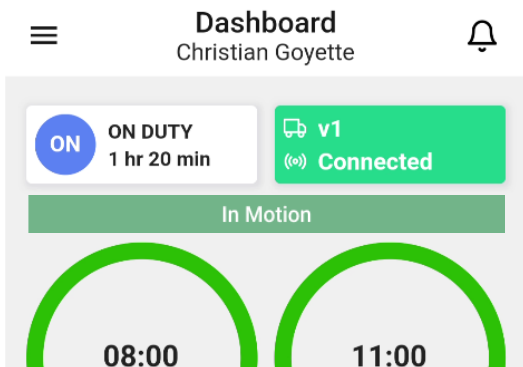 Dashboard
Christian Goyette
ON
ON DUTY
1 hr 20 min
v1
Connected
In Motion
08:00
11:00